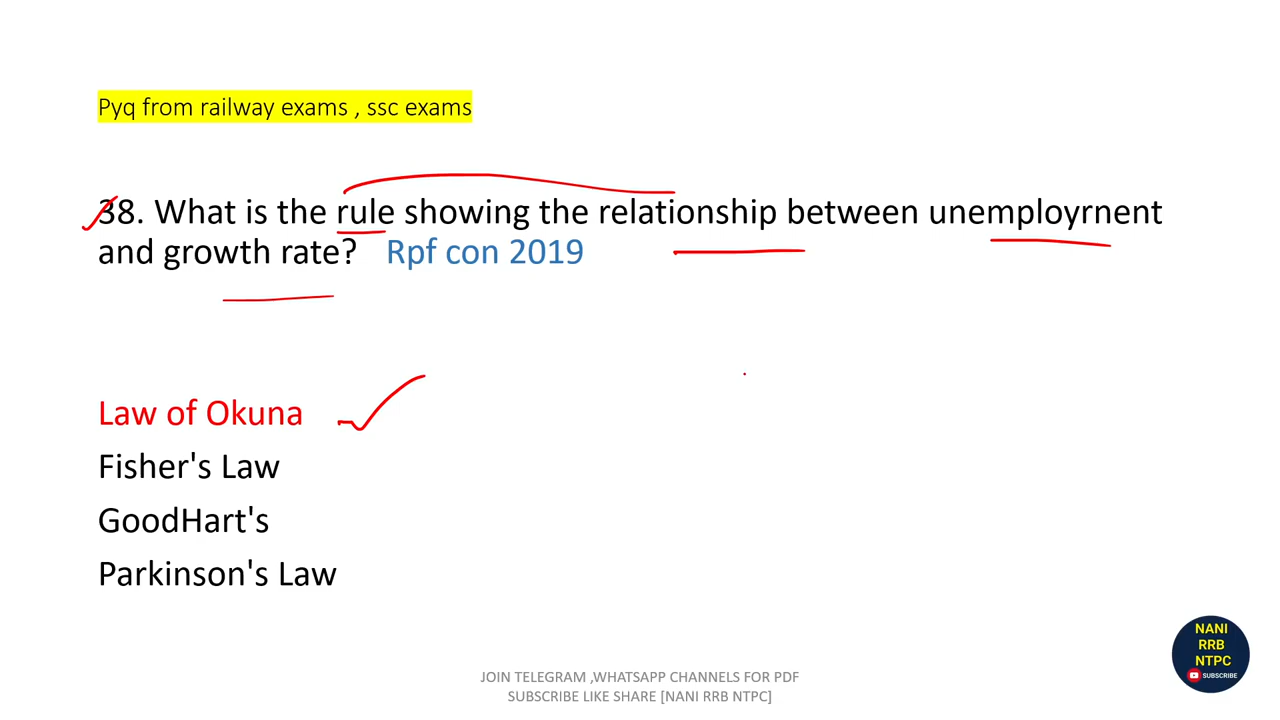 Pyq from railway exams , ssc exams
38. What is the rule showing the relationship between unemployrnent
and growth rate? Rpf con 2019
Law of Okuna
Fisher's Law
GoodHart's
Parkinson's Law
NANI
RRB
NTPC
SUBSCRIBE
JOIN TELEGRAM ,WHATSAPP CHANNELS FOR PDF
SUBSCRIBE LIKE SHARE [NANI RRB NTPC]